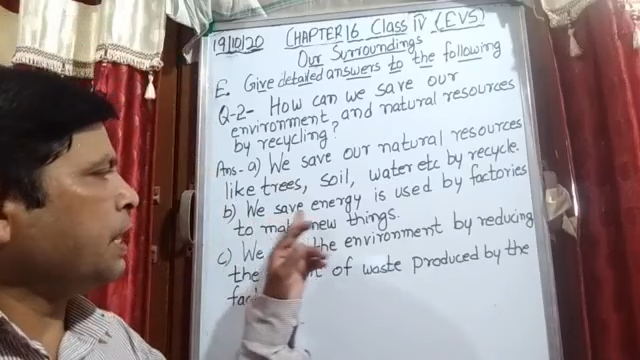 19/10/20 CHAPTER 16 Class IV (EVS)
Our Surroundings
E. Give detailed answers to the following
Q-2- How can we save our
environment, and natural resources
by recycling?
Ans- a) We save our natural resources
like trees, soil, water etc by recycle.
b) We save energy is used by factories
to make new things.
c) We the environment by reducing
the of waste produced by the